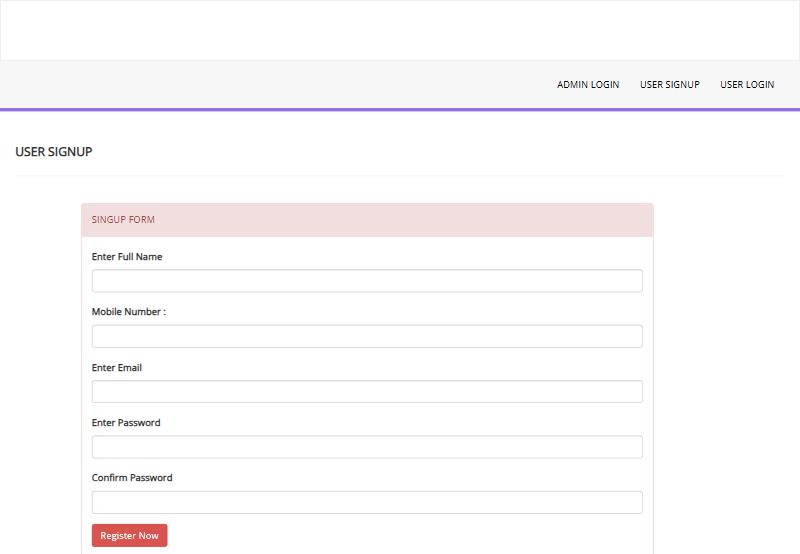 ADMIN LOGIN USER SIGNUP USER LOGIN
USER SIGNUP
SINGUP FORM
Enter Full Name
Mobile Number :
Enter Email
Enter Password
Confirm Password
Register Now